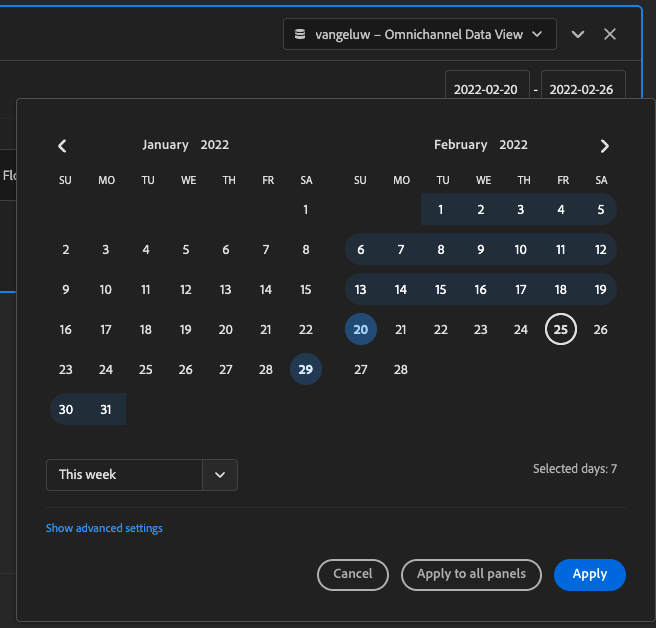 vangeluw – Omnichannel Data View
2022-02-20 - 2022-02-26
Flo
January 2022
SU MO TU WE TH FR SA
1
2 3 4 5 6 7 8
9 10 11 12 13 14 15
16 17 18 19 20 21 22
23 24 25 26 27 28 29
30 31
February 2022
SU MO TU WE TH FR SA
1 2 3 4 5
6 7 8 9 10 11 12
13 14 15 16 17 18 19
20 21 22 23 24 25 26
27 28
This week
Selected days: 7
Show advanced settings
Cancel
Apply to all panels
Apply